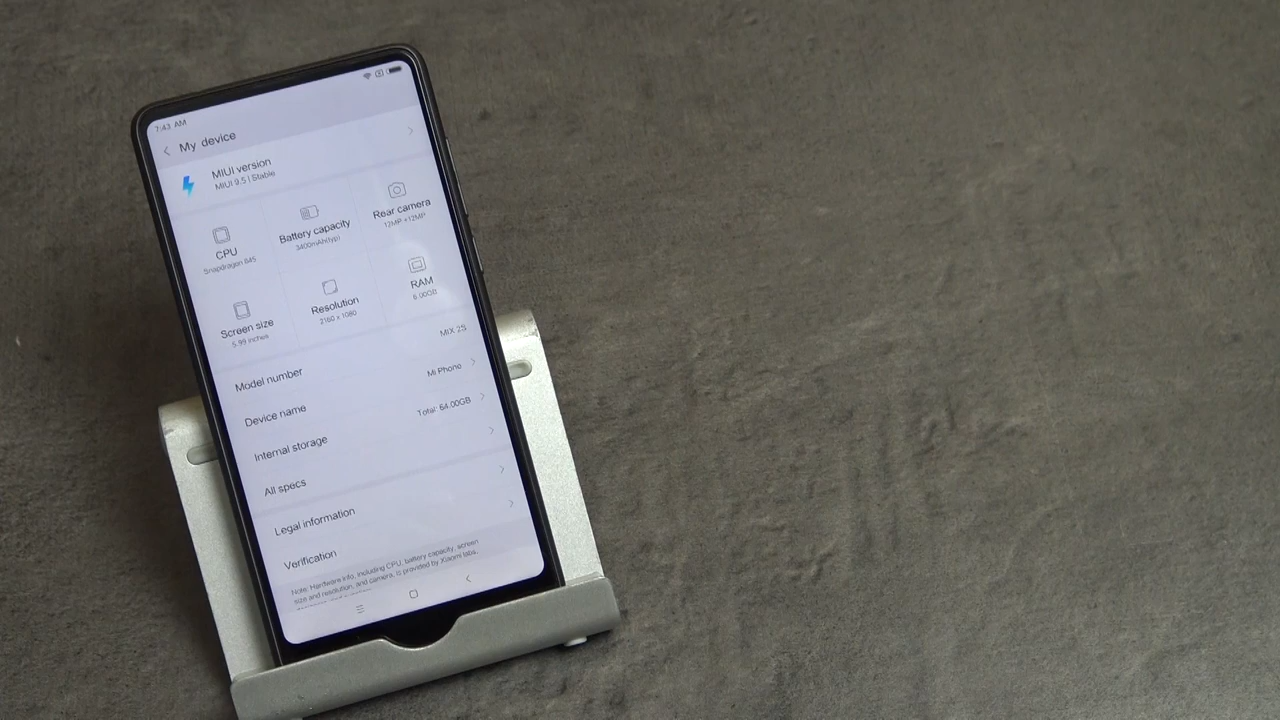 7:43 AM
My device
MIUI version
MIUI 9.5 | Stable
CPU
Snapdragon 845
Battery capacity
3400mAh(typ)
Rear camera
12MP +12MP
Screen size
5.99 inches
Resolution
2160 x 1080
RAM
6.00GB
Model number
MIX 2S
Device name
Mi Phone
Internal storage
Total: 64.00GB
All specs
Legal information
Verification
Note: Hardware info, including CPU, battery capacity, screen
size and resolution, and camera, is provided by Xiaomi labs,